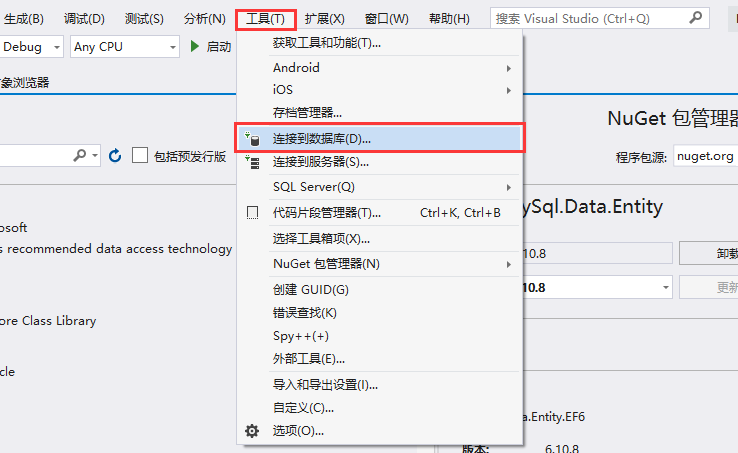 生成(B) 调试(D) 测试(S) 分析(N) 工具(T) 扩展(X) 窗口(W) 帮助(H) 搜索 Visual Studio (Ctrl+Q)
Debug Any CPU 启动
象浏览器
获取工具和功能(T)...
Android
iOS
存档管理器...
连接到数据库(D)...
连接到服务器(S)...
SQL Server(Q)
代码片段管理器(T)... Ctrl+K, Ctrl+B
选择工具箱项(X)...
NuGet 包管理器(N)
创建 GUID(G)
错误查找(K)
Spy++(+)
外部工具(E)...
导入和导出设置(I)...
自定义(C)...
选项(O)...
包括预发行版
osoft
s recommended data access technology
ore Class Library
cle
NuGet 包管理器
程序包源: nuget.org
ySql.Data.Entity
10.8 卸载
10.8 更新
a.Entity.EF6
版本: 6.10.8